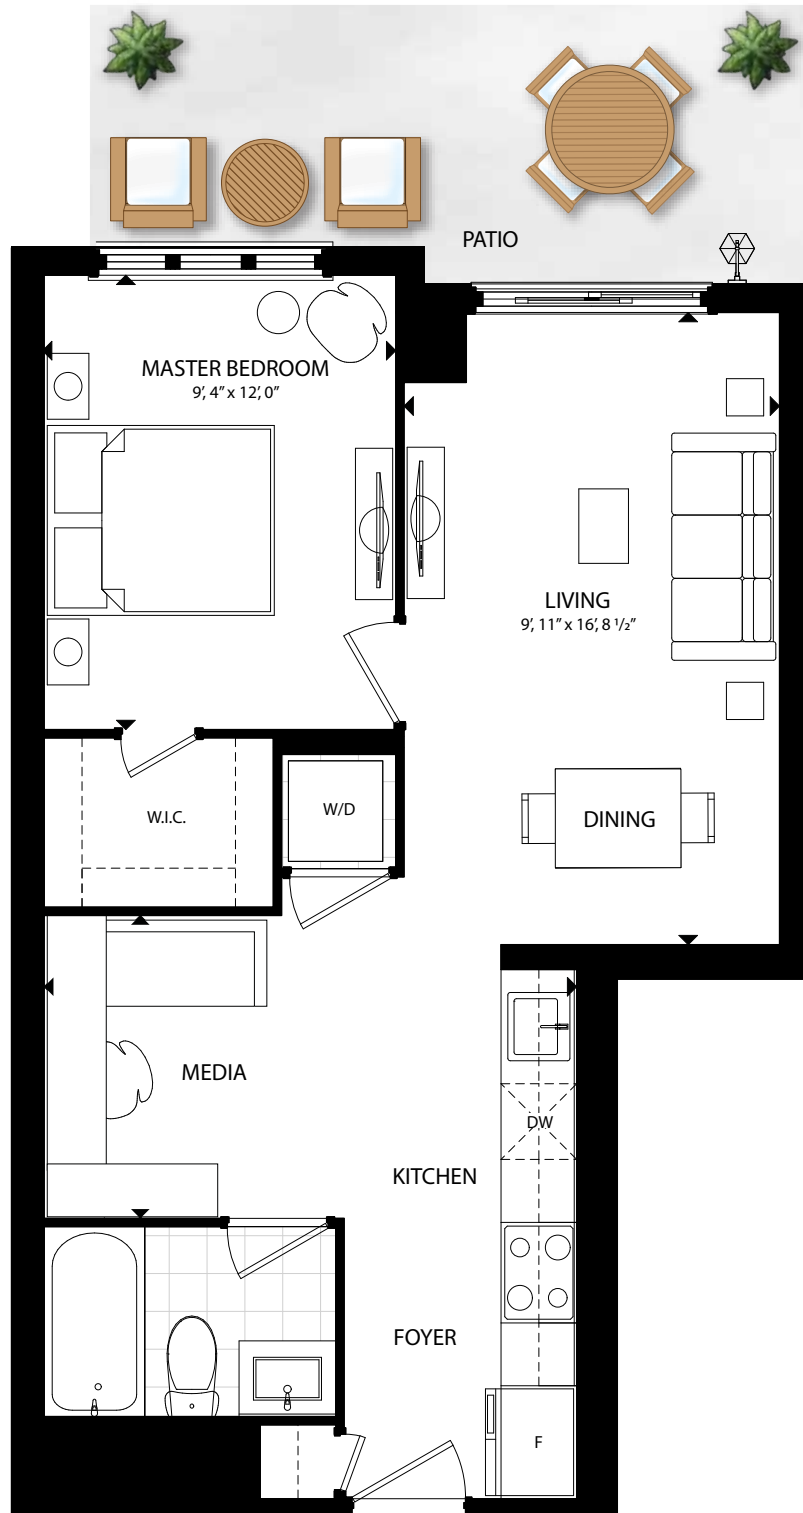 PATIO
MASTER BEDROOM
9’, 4” x 12’, 0”
LIVING
9’, 11” x 16’, 8 1/2”
W/D
W.I.C.
DINING
MEDIA
DW
KITCHEN
FOYER
F